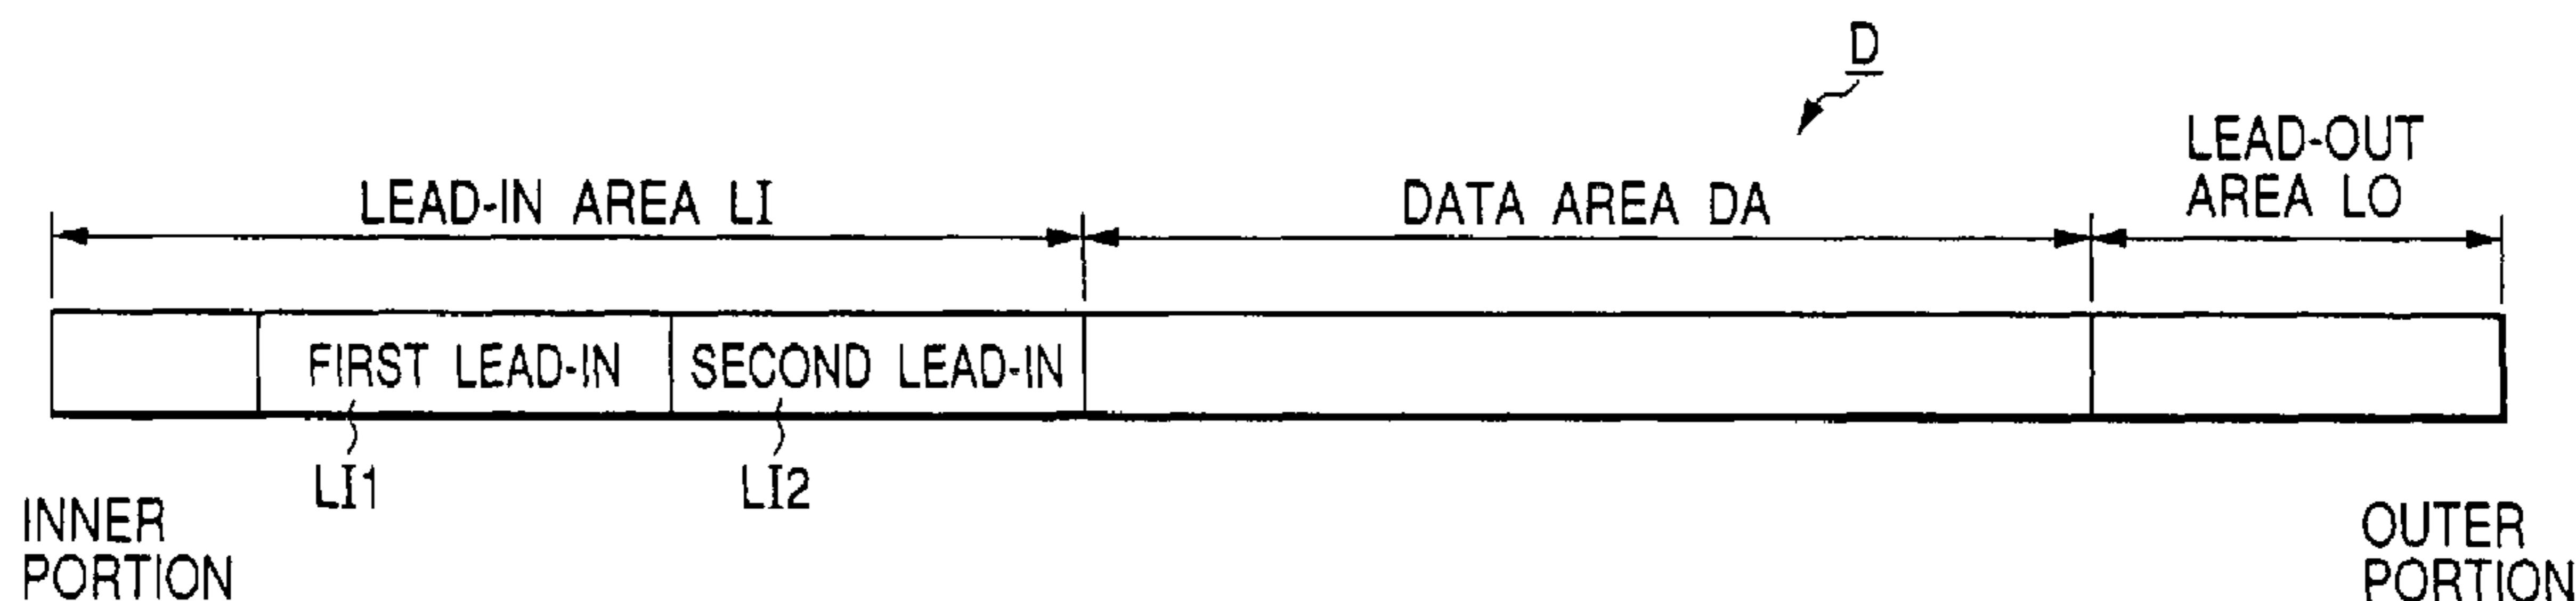 D
LEAD-IN AREA LI
DATA AREA DA
LEAD-OUT
AREA LO
FIRST LEAD-IN
SECOND LEAD-IN
LI1
LI2
INNER
PORTION
OUTER
PORTION